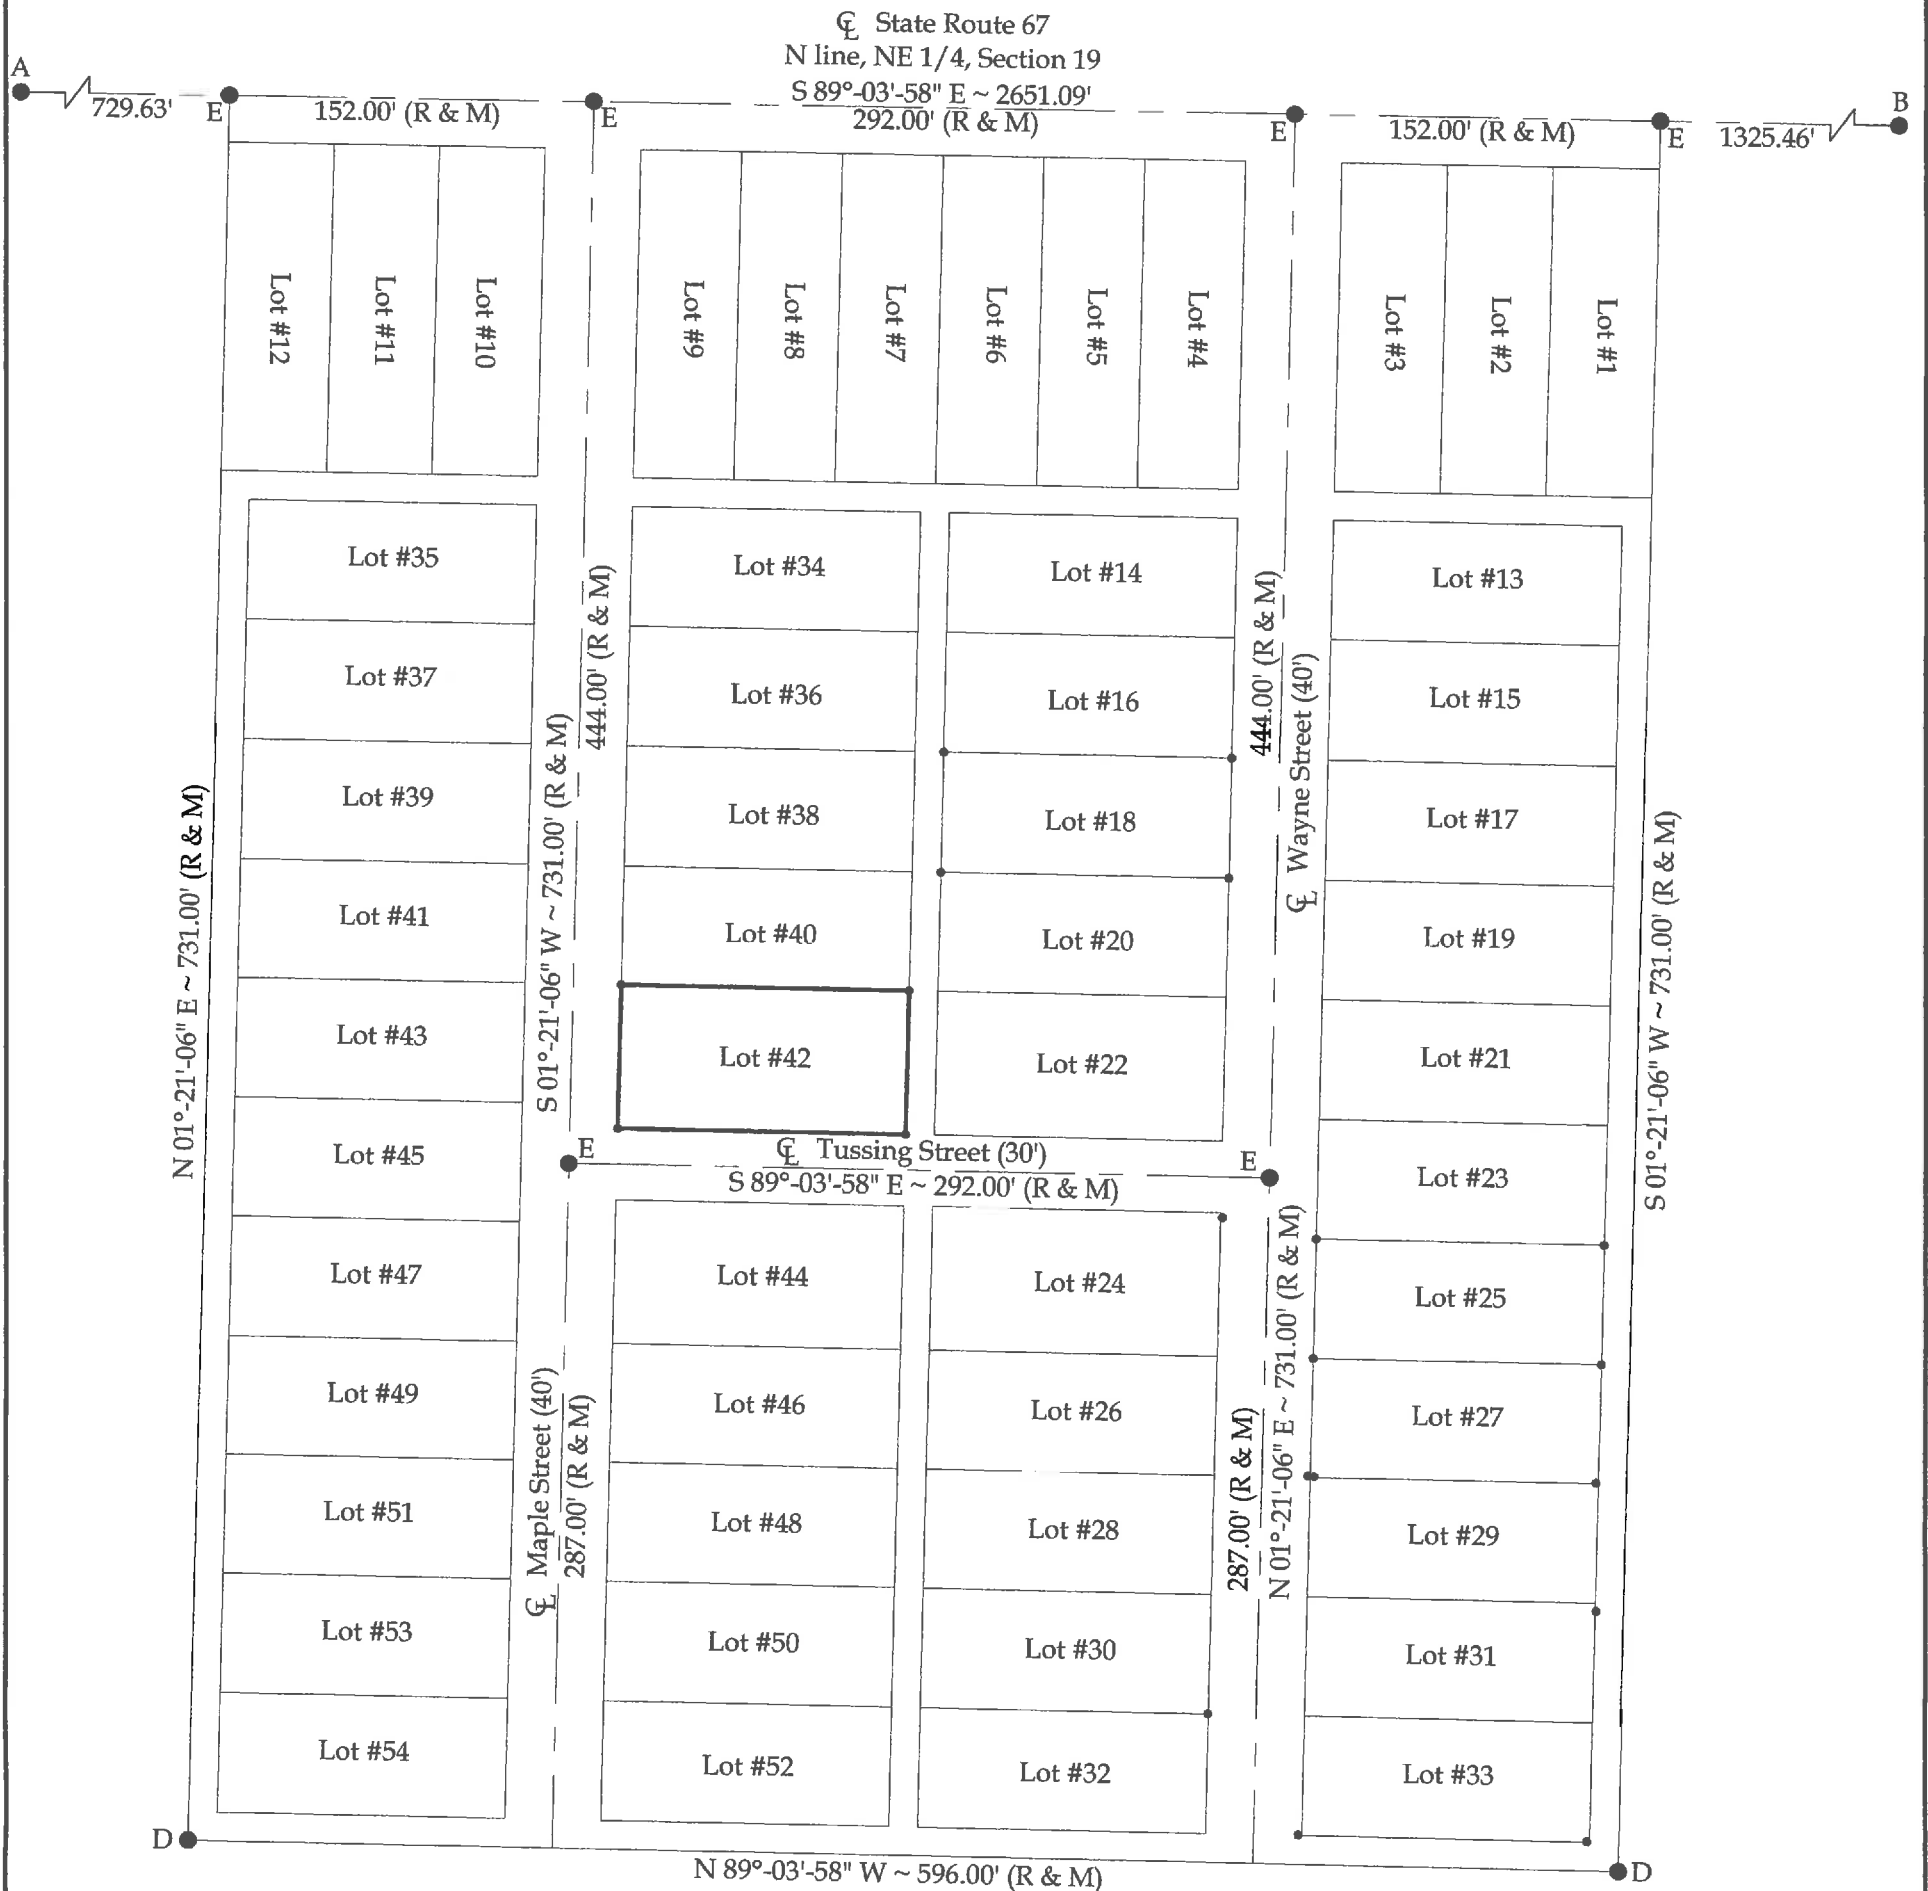 ℄ State Route 67
N line, NE 1/4, Section 19
S 89°-03'-58" E ~ 2651.09'
A
729.63'
E
152.00' (R & M)
E
292.00' (R & M)
E
152.00' (R & M)
E
1325.46'
B
Lot #12
Lot #11
Lot #10
Lot #9
Lot #8
Lot #7
Lot #6
Lot #5
Lot #4
Lot #3
Lot #2
Lot #1
Lot #35
Lot #37
Lot #39
Lot #41
Lot #43
Lot #45
Lot #47
Lot #49
Lot #51
Lot #53
Lot #54
N 01°-21'-06" E ~ 731.00' (R & M)
S 01°-21'-06" W ~ 731.00' (R & M)
444.00' (R & M)
℄ Maple Street (40')
287.00' (R & M)
Lot #34
Lot #36
Lot #38
Lot #40
Lot #42
Lot #14
Lot #16
Lot #18
Lot #20
Lot #22
E
℄ Tussing Street (30')
E
S 89°-03'-58" E ~ 292.00' (R & M)
Lot #44
Lot #46
Lot #48
Lot #50
Lot #52
Lot #24
Lot #26
Lot #28
Lot #30
Lot #32
444.00' (R & M)
℄ Wayne Street (40')
287.00' (R & M)
N 01°-21'-06" E ~ 731.00' (R & M)
Lot #13
Lot #15
Lot #17
Lot #19
Lot #21
Lot #23
Lot #25
Lot #27
Lot #29
Lot #31
Lot #33
S 01°-21'-06" W ~ 731.00' (R & M)
D
N 89°-03'-58" W ~ 596.00' (R & M)
D